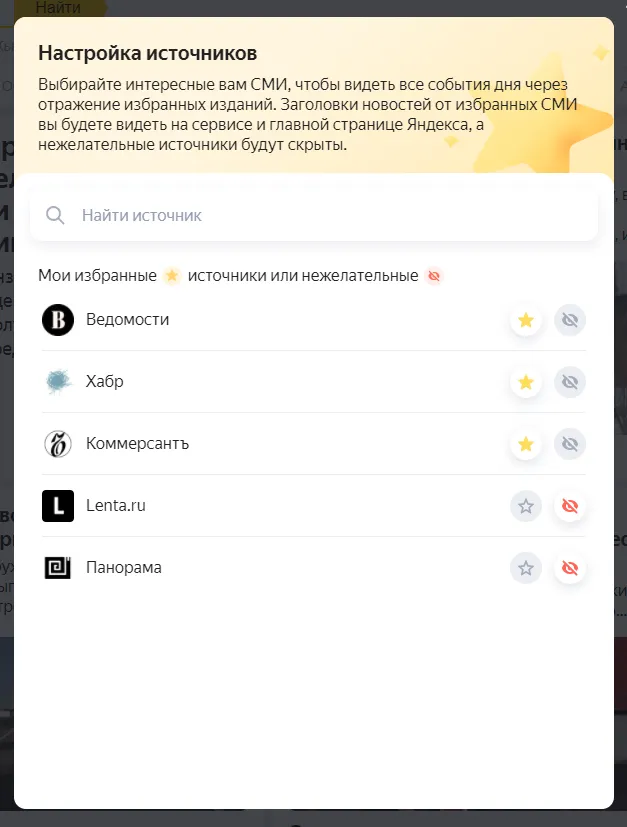 Найти
Настройка источников
Выбирайте интересные вам СМИ, чтобы видеть все события дня через
отражение избранных изданий. Заголовки новостей от избранных СМИ
вы будете видеть на сервисе и главной странице Яндекса, а
нежелательные источники будут скрыты.
Найти источник
Мои избранные источники или нежелательные
В Ведомости
Хабр
Ъ Коммерсантъ
L Lenta.ru
Панорама